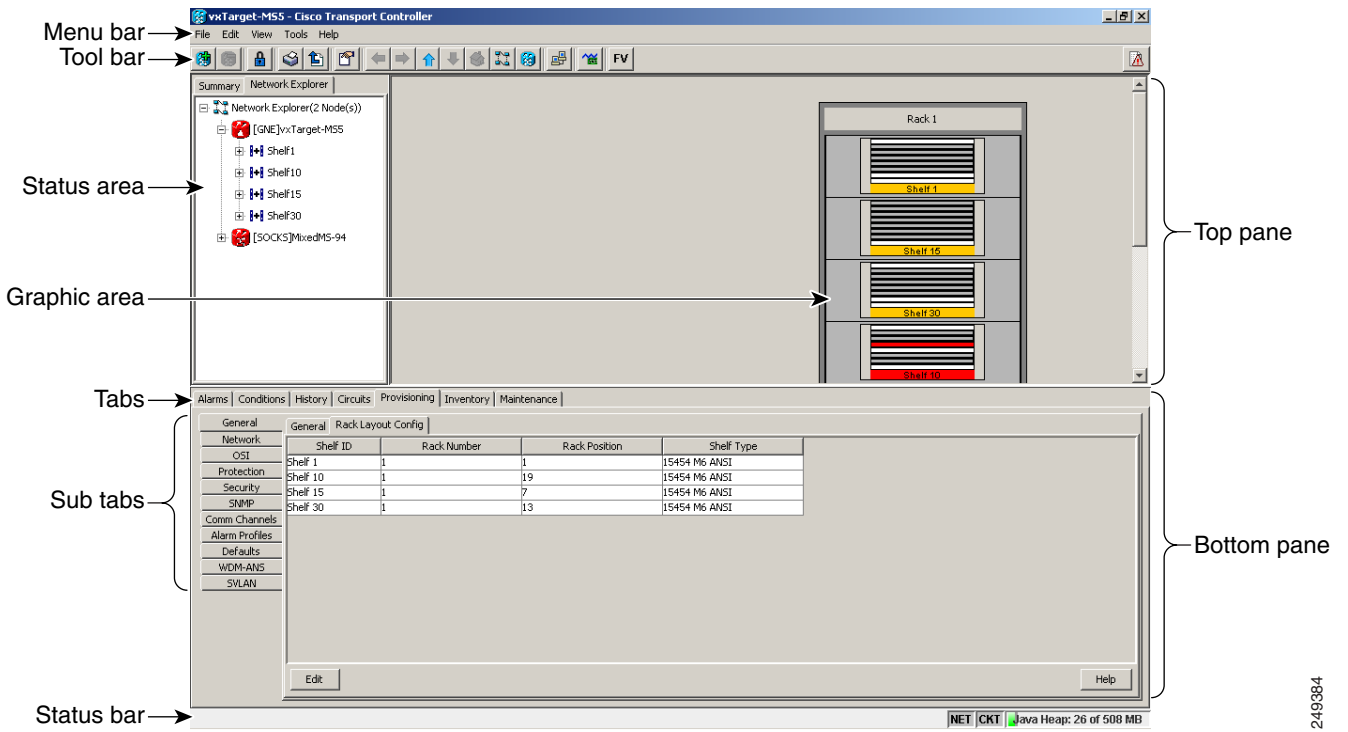 vxTarget-MS5 - Cisco Transport Controller
Menu bar
File Edit View Tools Help
Tool bar
FV
Summary Network Explorer
Network Explorer(2 Node(s))
[GNE]vxTarget-MS5
Shelf1
Shelf10
Shelf15
Shelf30
[SOCKS]MixedMS-94
Status area
Graphic area
Rack 1
Shelf 1
Shelf 15
Shelf 30
Shelf 10
Top pane
Tabs
Alarms Conditions History Circuits Provisioning Inventory Maintenance
Sub tabs
General
Network
OSI
Protection
Security
SNMP
Comm Channels
Alarm Profiles
Defaults
WDM-ANS
SVLAN
General Rack Layout Config
Shelf ID Rack Number Rack Position Shelf Type
Shelf 1 1 1 15454 M6 ANSI
Shelf 10 1 19 15454 M6 ANSI
Shelf 15 1 7 15454 M6 ANSI
Shelf 30 1 13 15454 M6 ANSI
Bottom pane
Edit Help
Status bar
NET CKT Java Heap: 26 of 508 MB
249384